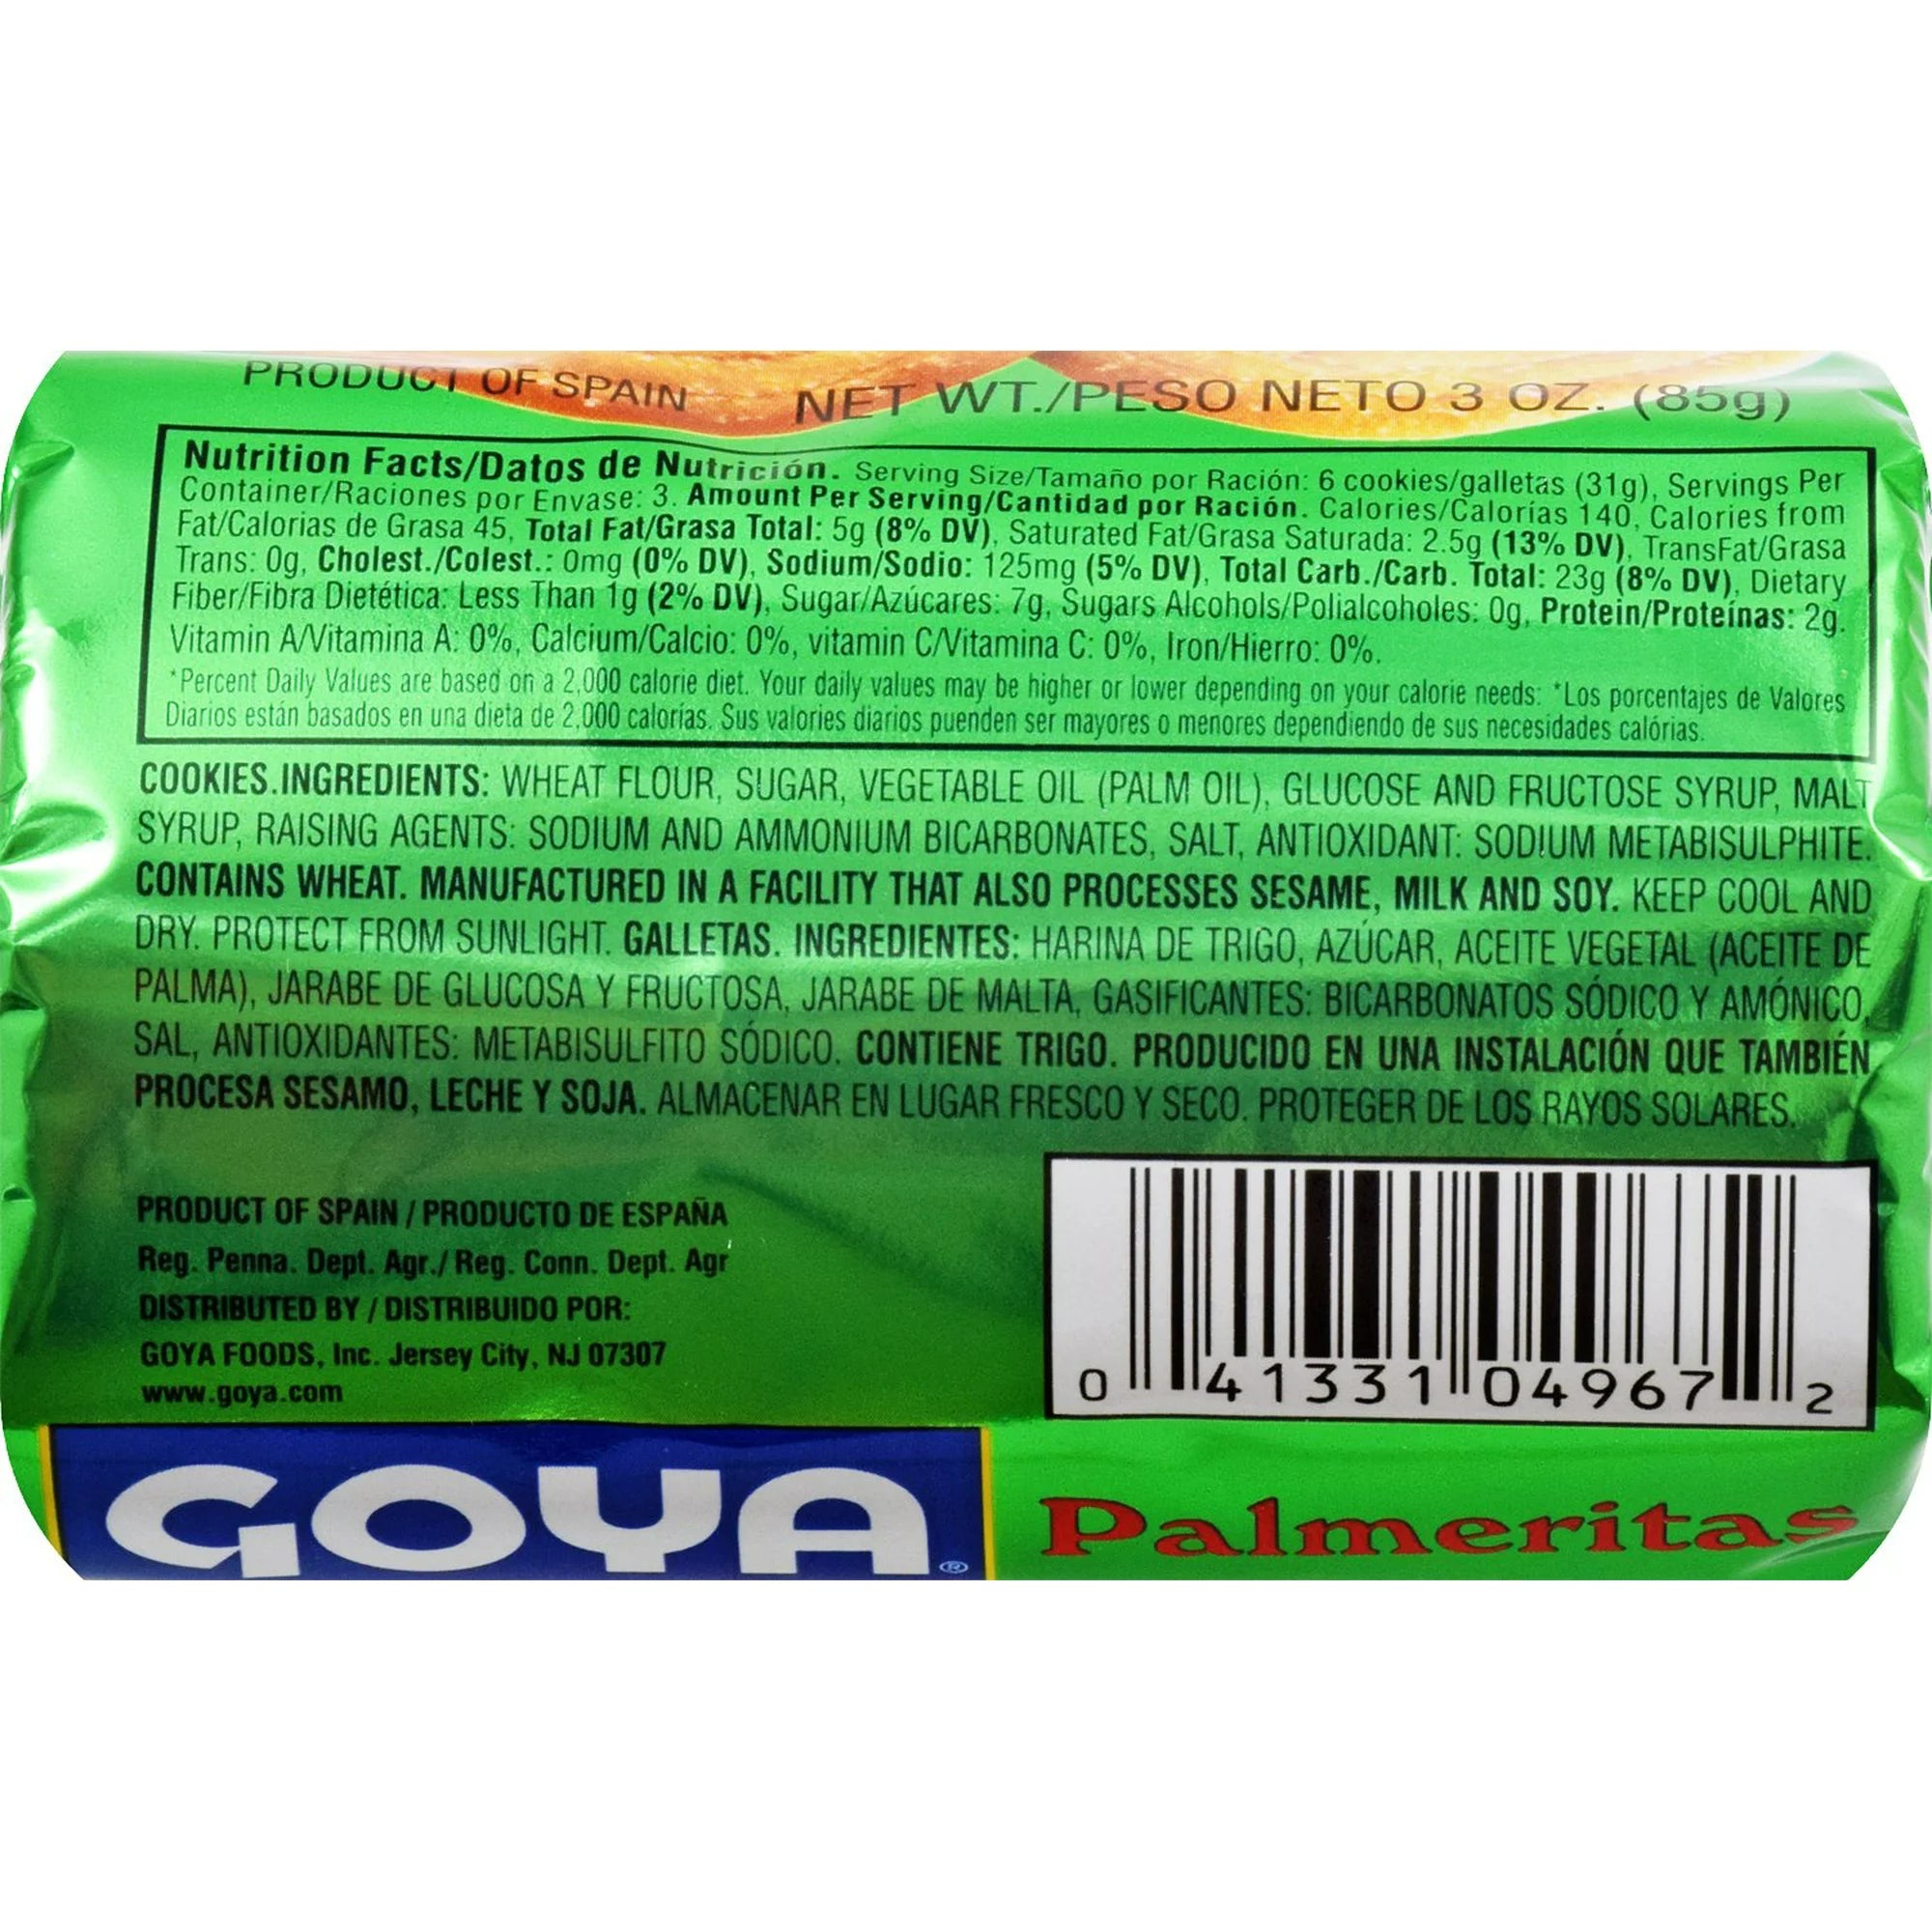 PRODUCT OF SPAIN NET WT./PESO NETO 3 OZ. (85g)
Nutrition Facts/Datos de Nutrición. Serving Size/Tamaño por Ración: 6 cookies/galletas (31g), Servings Per
Container/Raciones por Envase: 3. Amount Per Serving/Cantidad por Ración. Calories/Calorías 140, Calories from
Fat/Calorias de Grasa 45, Total Fat/Grasa Total: 5g (8% DV), Saturated Fat/Grasa Saturada: 2.5g (13% DV), TransFat/Grasa
Trans: 0g, Cholest./Colest.: 0mg (0% DV), Sodium/Sodio: 125mg (5% DV), Total Carb./Carb. Total: 23g (8% DV), Dietary
Fiber/Fibra Dietética: Less Than 1g (2% DV), Sugar/Azúcares: 7g, Sugars Alcohols/Polialcoholes: 0g, Protein/Proteínas: 2g.
Vitamin A/Vitamina A: 0%, Calcium/Calcio: 0%, vitamin C/Vitamina C: 0%, Iron/Hierro: 0%.
*Percent Daily Values are based on a 2,000 calorie diet. Your daily values may be higher or lower depending on your calorie needs: *Los porcentajes de Valores
Diarios están basados en una dieta de 2,000 calorías. Sus valories diarios puenden ser mayores o menores dependiendo de sus necesidades calórias.
COOKIES.INGREDIENTS: WHEAT FLOUR, SUGAR, VEGETABLE OIL (PALM OIL), GLUCOSE AND FRUCTOSE SYRUP, MALT
SYRUP, RAISING AGENTS: SODIUM AND AMMONIUM BICARBONATES, SALT, ANTIOXIDANT: SODIUM METABISULPHITE.
CONTAINS WHEAT. MANUFACTURED IN A FACILITY THAT ALSO PROCESSES SESAME, MILK AND SOY. KEEP COOL AND
DRY. PROTECT FROM SUNLIGHT. GALLETAS. INGREDIENTES: HARINA DE TRIGO, AZÚCAR, ACEITE VEGETAL (ACEITE DE
PALMA), JARABE DE GLUCOSA Y FRUCTOSA, JARABE DE MALTA, GASIFICANTES: BICARBONATOS SÓDICO Y AMÓNICO,
SAL, ANTIOXIDANTES: METABISULFITO SÓDICO. CONTIENE TRIGO. PRODUCIDO EN UNA INSTALACIÓN QUE TAMBIÉN
PROCESA SESAMO, LECHE Y SOJA. ALMACENAR EN LUGAR FRESCO Y SECO. PROTEGER DE LOS RAYOS SOLARES.
PRODUCT OF SPAIN / PRODUCTO DE ESPAÑA
Reg. Penna. Dept. Agr./ Reg. Conn. Dept. Agr
DISTRIBUTED BY / DISTRIBUIDO POR:
GOYA FOODS, Inc. Jersey City, NJ 07307
www.goya.com
0 41331 04967 2
GOYA® Palmeritas